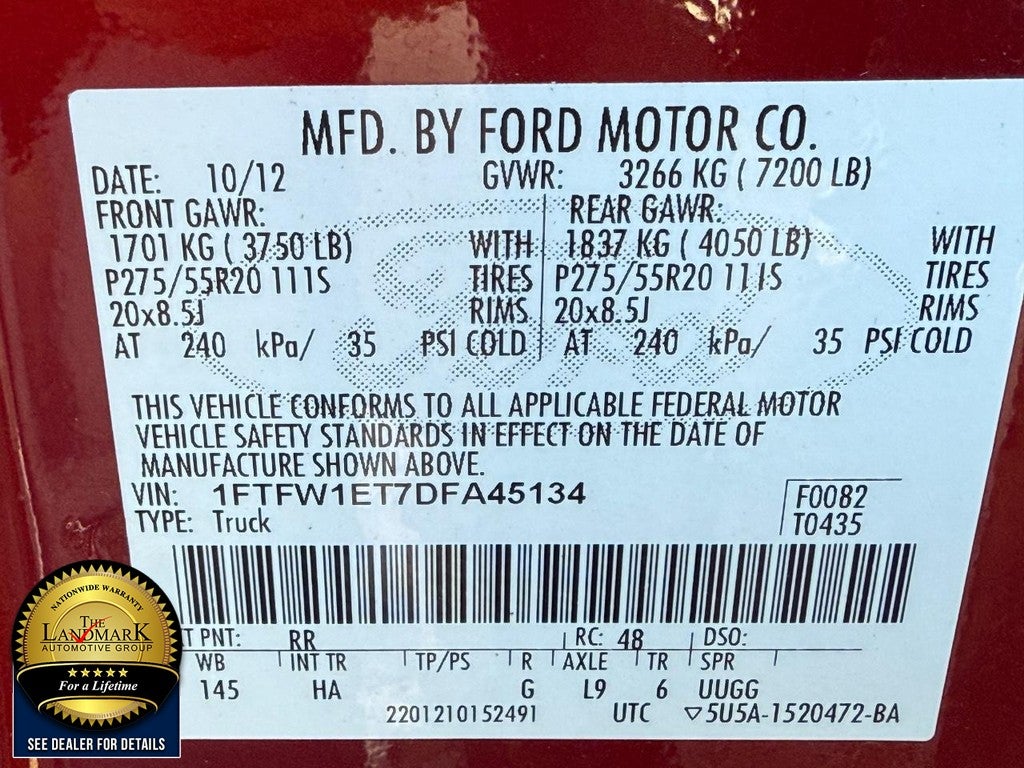 MFD. BY FORD MOTOR CO.
DATE: 10/12 GVWR: 3266 KG ( 7200 LB)
FRONT GAWR: REAR GAWR:
1701 KG ( 3750 LB) WITH 1837 KG ( 4050 LB) WITH
P275/55R20 111S TIRES P275/55R20 111S TIRES
20x8.5J RIMS 20x8.5J RIMS
AT 240 kPa/ 35 PSI COLD AT 240 kPa/ 35 PSI COLD
THIS VEHICLE CONFORMS TO ALL APPLICABLE FEDERAL MOTOR
VEHICLE SAFETY STANDARDS IN EFFECT ON THE DATE OF
MANUFACTURE SHOWN ABOVE.
VIN: 1FTFW1ET7DFA45134 F0082
TYPE: Truck T0435
T PNT: RR RC: 48 DSO:
WB INT TR TP/PS R AXLE TR SPR
145 HA G L9 6 UUGG
2201210152491 UTC ▽5U5A-1520472-BA
NATIONWIDE WARRANTY
THE
LANDMARK
AUTOMOTIVE GROUP
★★★★★
For a Lifetime
SEE DEALER FOR DETAILS